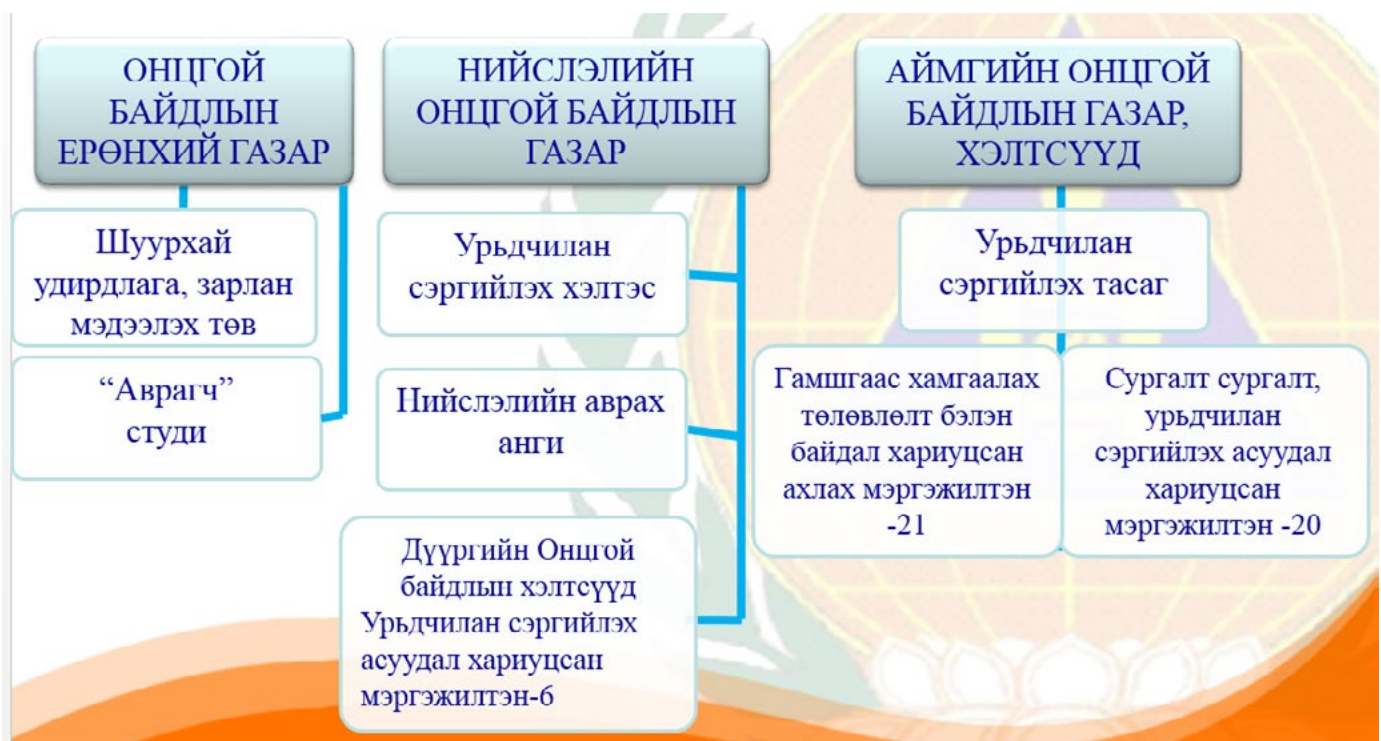 ОНЦГОЙ
БАЙДЛЫН
ЕРӨНХИЙ ГАЗАР
Шуурхай
удирдлага, зарлан
мэдээлэх төв
“Аврагч”
студи
НИЙСЛЭЛИЙН
ОНЦГОЙ БАЙДЛЫН
ГАЗАР
Урьдчилан
сэргийлэх хэлтэс
Нийслэлийн аврах
анги
Дүүргийн Онцгой
байдлын хэлтсүүд
Урьдчилан сэргийлэх
асуудал хариуцсан
мэргэжилтэн-6
АЙМГИЙН ОНЦГОЙ
БАЙДЛЫН ГАЗАР,
ХЭЛТСҮҮД
Урьдчилан
сэргийлэх тасаг
Гамшгаас хамгаалах
төлөвлөлт бэлэн
байдал хариуцсан
ахлах мэргэжилтэн
-21
Сургалт сургалт,
урьдчилан
сэргийлэх асуудал
хариуцсан
мэргэжилтэн -20